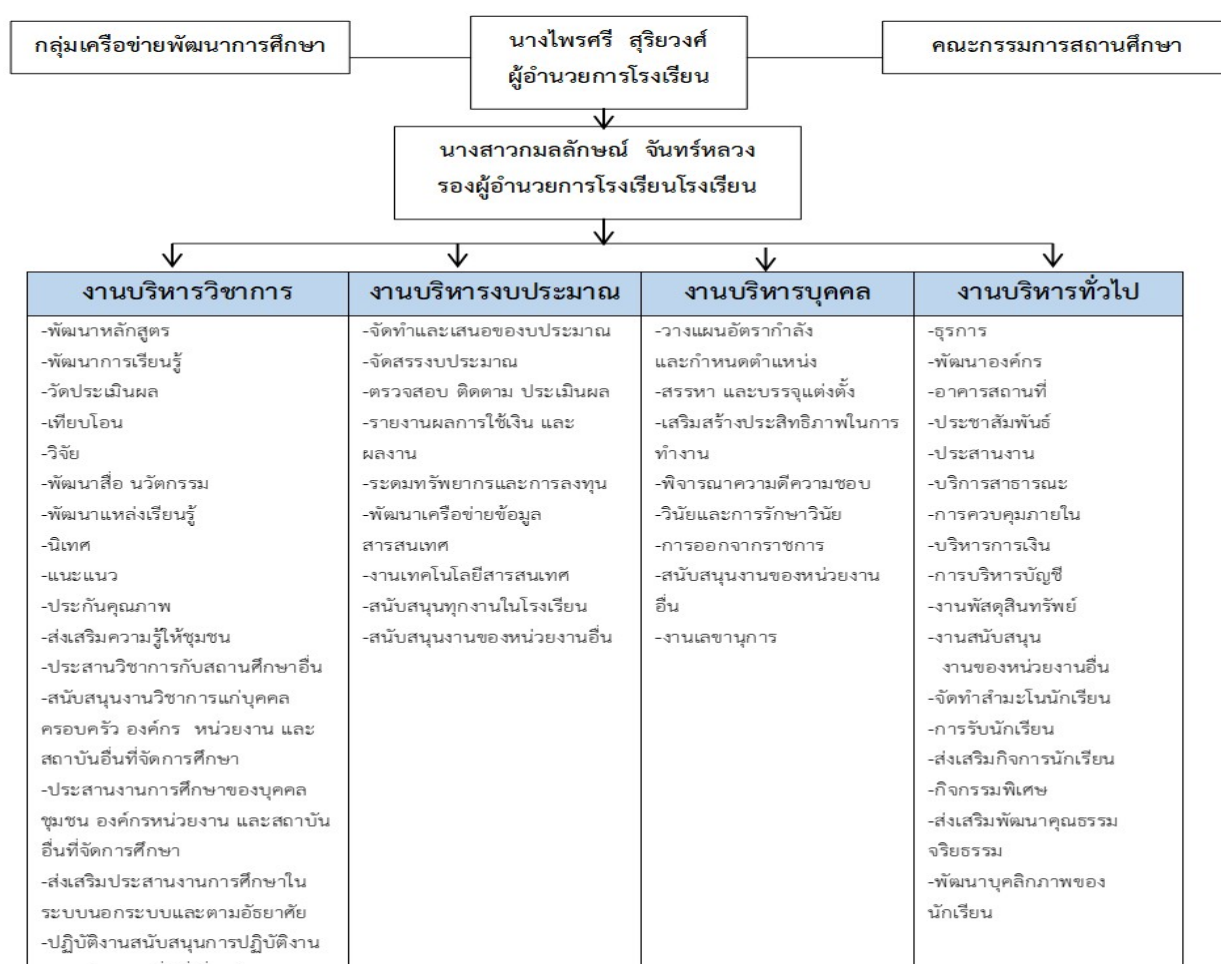 กลุ่มเครือข่ายพัฒนาการศึกษา
นางไพรศรี สุริยวงศ์
ผู้อำนวยการโรงเรียน
คณะกรรมการสถานศึกษา
นางสาวกมลลักษณ์ จันทร์หลวง
รองผู้อำนวยการโรงเรียนโรงเรียน
งานบริหารวิชาการ
-พัฒนาหลักสูตร
-พัฒนาการเรียนรู้
-วัดประเมินผล
-เทียบโอน
-วิจัย
-พัฒนาสื่อ นวัตกรรม
-พัฒนาแหล่งเรียนรู้
-นิเทศ
-แนะแนว
-ประกันคุณภาพ
-ส่งเสริมความรู้ให้ชุมชน
-ประสานวิชาการกับสถานศึกษาอื่น
-สนับสนุนงานวิชาการแก่บุคคล
ครอบครัว องค์กร หน่วยงาน และ
สถาบันอื่นที่จัดการศึกษา
-ประสานงานการศึกษาของบุคคล
ชุมชน องค์กรหน่วยงาน และสถาบัน
อื่นที่จัดการศึกษา
-ส่งเสริมประสานงานการศึกษาใน
ระบบนอกระบบและตามอัธยาศัย
-ปฏิบัติงานสนับสนุนการปฏิบัติงาน
งานบริหารงบประมาณ
-จัดทำและเสนอของบประมาณ
-จัดสรรงบประมาณ
-ตรวจสอบ ติดตาม ประเมินผล
-รายงานผลการใช้เงิน และ
ผลงาน
-ระดมทรัพยากรและการลงทุน
-พัฒนาเครือข่ายข้อมูล
สารสนเทศ
-งานเทคโนโลยีสารสนเทศ
-สนับสนุนทุกงานในโรงเรียน
-สนับสนุนงานของหน่วยงานอื่น
งานบริหารบุคคล
-วางแผนอัตรากำลัง
และกำหนดตำแหน่ง
-สรรหา และบรรจุแต่งตั้ง
-เสริมสร้างประสิทธิภาพในการ
ทำงาน
-พิจารณาความดีความชอบ
-วินัยและการรักษาวินัย
-การออกจากราชการ
-สนับสนุนงานของหน่วยงาน
อื่น
-งานเลขานุการ
งานบริหารทั่วไป
-ธุรการ
-พัฒนาองค์กร
-อาคารสถานที่
-ประชาสัมพันธ์
-ประสานงาน
-บริการสาธารณะ
-การควบคุมภายใน
-บริหารการเงิน
-การบริหารบัญชี
-งานพัสดุสินทรัพย์
-งานสนับสนุน
งานของหน่วยงานอื่น
-จัดทำสำมะโนนักเรียน
-การรับนักเรียน
-ส่งเสริมกิจการนักเรียน
-กิจกรรมพิเศษ
-ส่งเสริมพัฒนาคุณธรรม
จริยธรรม
-พัฒนาบุคลิกภาพของ
นักเรียน